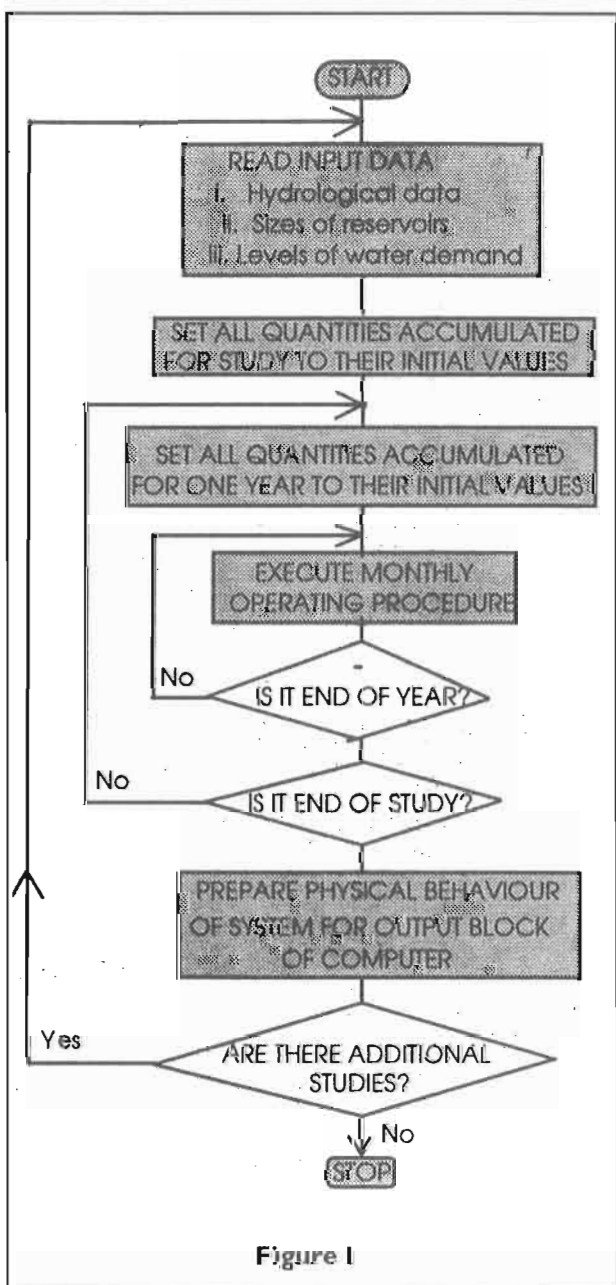 START
READ INPUT DATA
i. Hydrological data
ii. Sizes of reservoirs
iii. Levels of water demand
SET ALL QUANTITIES ACCUMULATED
FOR STUDY TO THEIR INITIAL VALUES
SET ALL QUANTITIES ACCUMULATED
FOR ONE YEAR TO THEIR INITIAL VALUES
EXECUTE MONTHLY
OPERATING PROCEDURE
No
IS IT END OF YEAR?
No
IS IT END OF STUDY?
PREPARE PHYSICAL BEHAVIOUR
OF SYSTEM FOR OUTPUT BLOCK
OF COMPUTER
Yes
ARE THERE ADDITIONAL
STUDIES?
No
STOP
Figure I